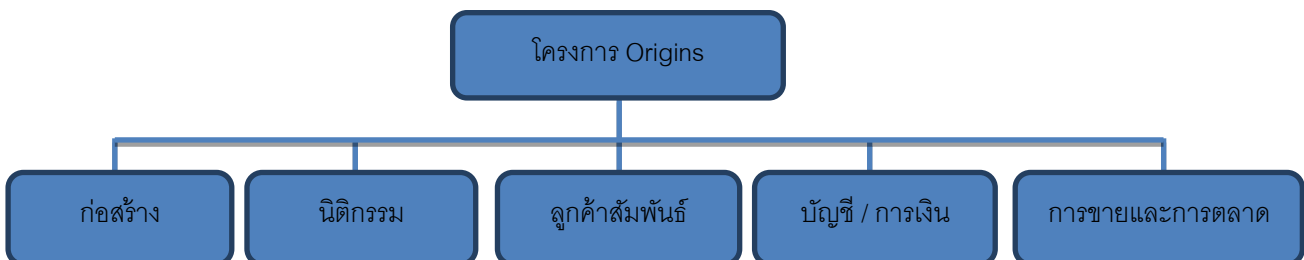 โครงการ Origins
ก่อสร้าง
นิติกรรม
ลูกค้าสัมพันธ์
บัญชี / การเงิน
การขายและการตลาด